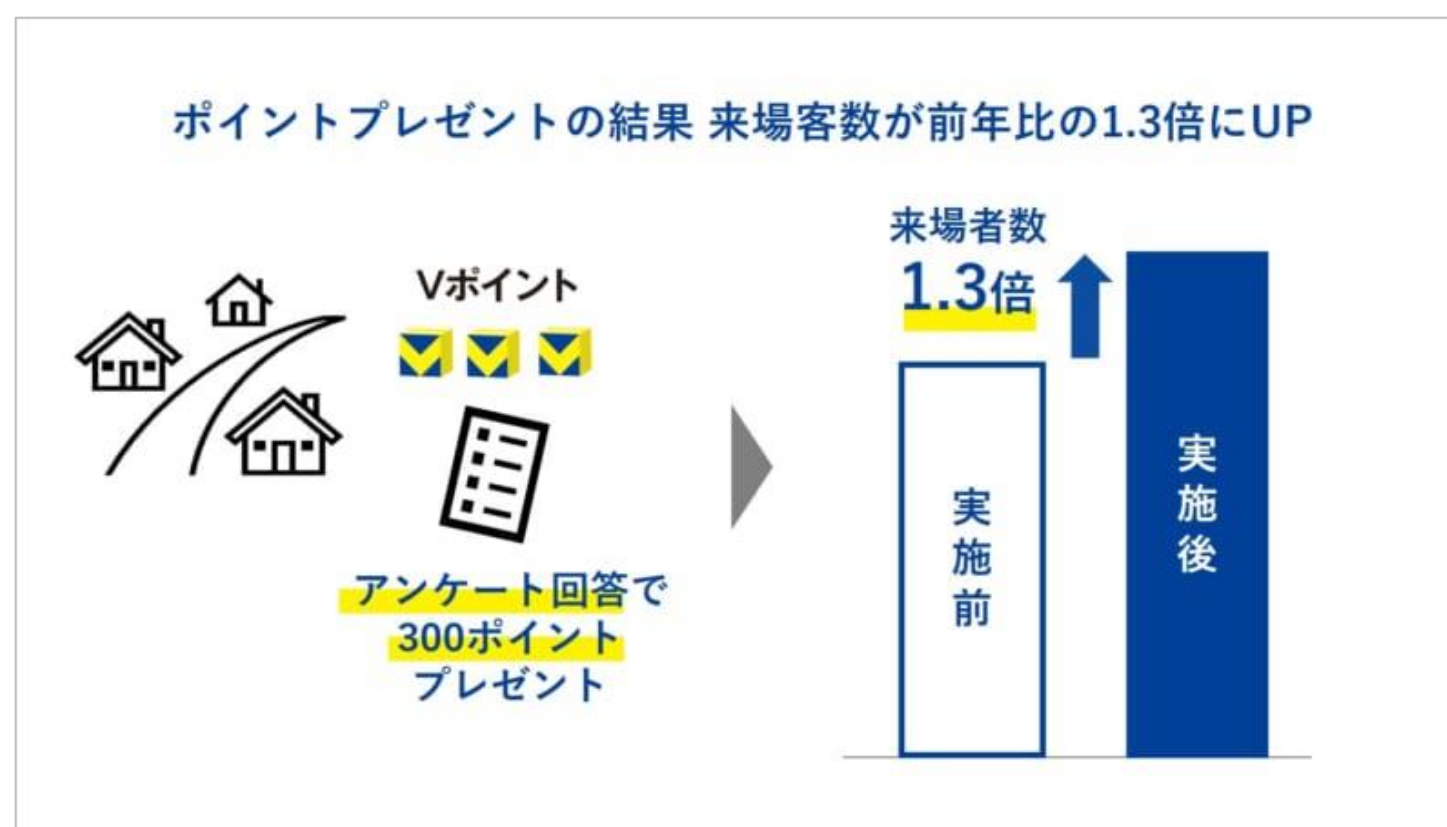 ポイントプレゼントの結果 来場客数が前年比の1.3倍にUP
Vポイント
アンケート回答で
300ポイント
プレゼント
来場者数
1.3倍
実施前
実施後